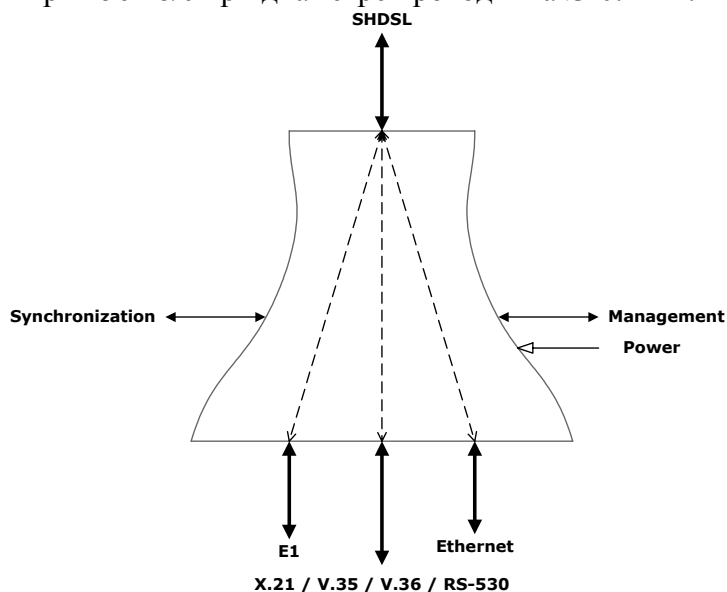 SHDSL
Synchronization
Management
Power
E1
Ethernet
X.21 / V.35 / V.36 / RS-530